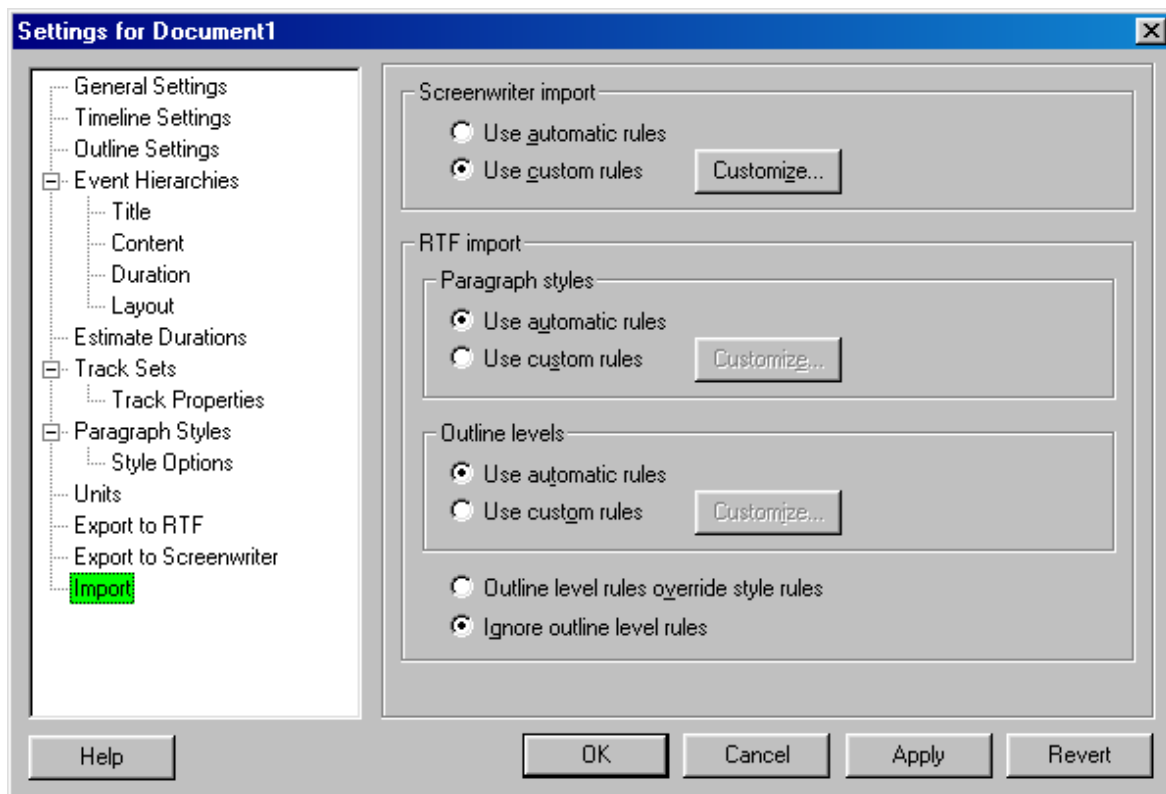 Settings for Document1
General Settings
Timeline Settings
Outline Settings
Event Hierarchies
Title
Content
Duration
Layout
Estimate Durations
Track Sets
Track Properties
Paragraph Styles
Style Options
Units
Export to RTF
Export to Screenwriter
Import
Screenwriter import
Use automatic rules
Use custom rules Customize...
RTF import
Paragraph styles
Use automatic rules
Use custom rules Customize...
Outline levels
Use automatic rules
Use custom rules Customize...
Outline level rules override style rules
Ignore outline level rules
Help OK Cancel Apply Revert